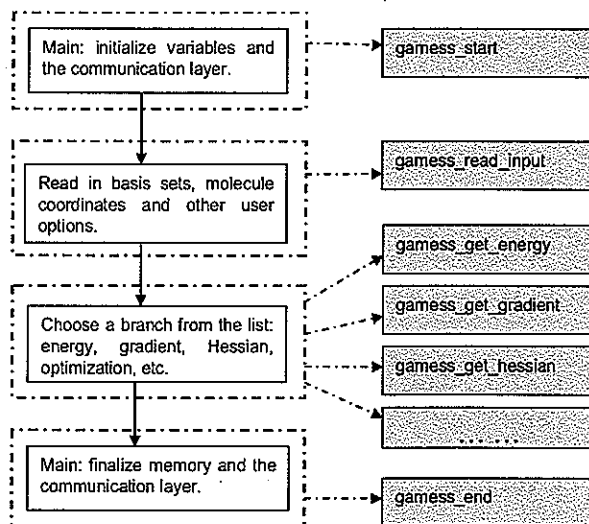 Main: initialize variables and
the communication layer.
gamess_start
Read in basis sets, molecule
coordinates and other user
options.
gamess_read_input
Choose a branch from the list:
energy, gradient, Hessian,
optimization, etc.
gamess_get_energy
gamess_get_gradient
gamess_get_hessian
... ...
Main: finalize memory and the
communication layer.
gamess_end